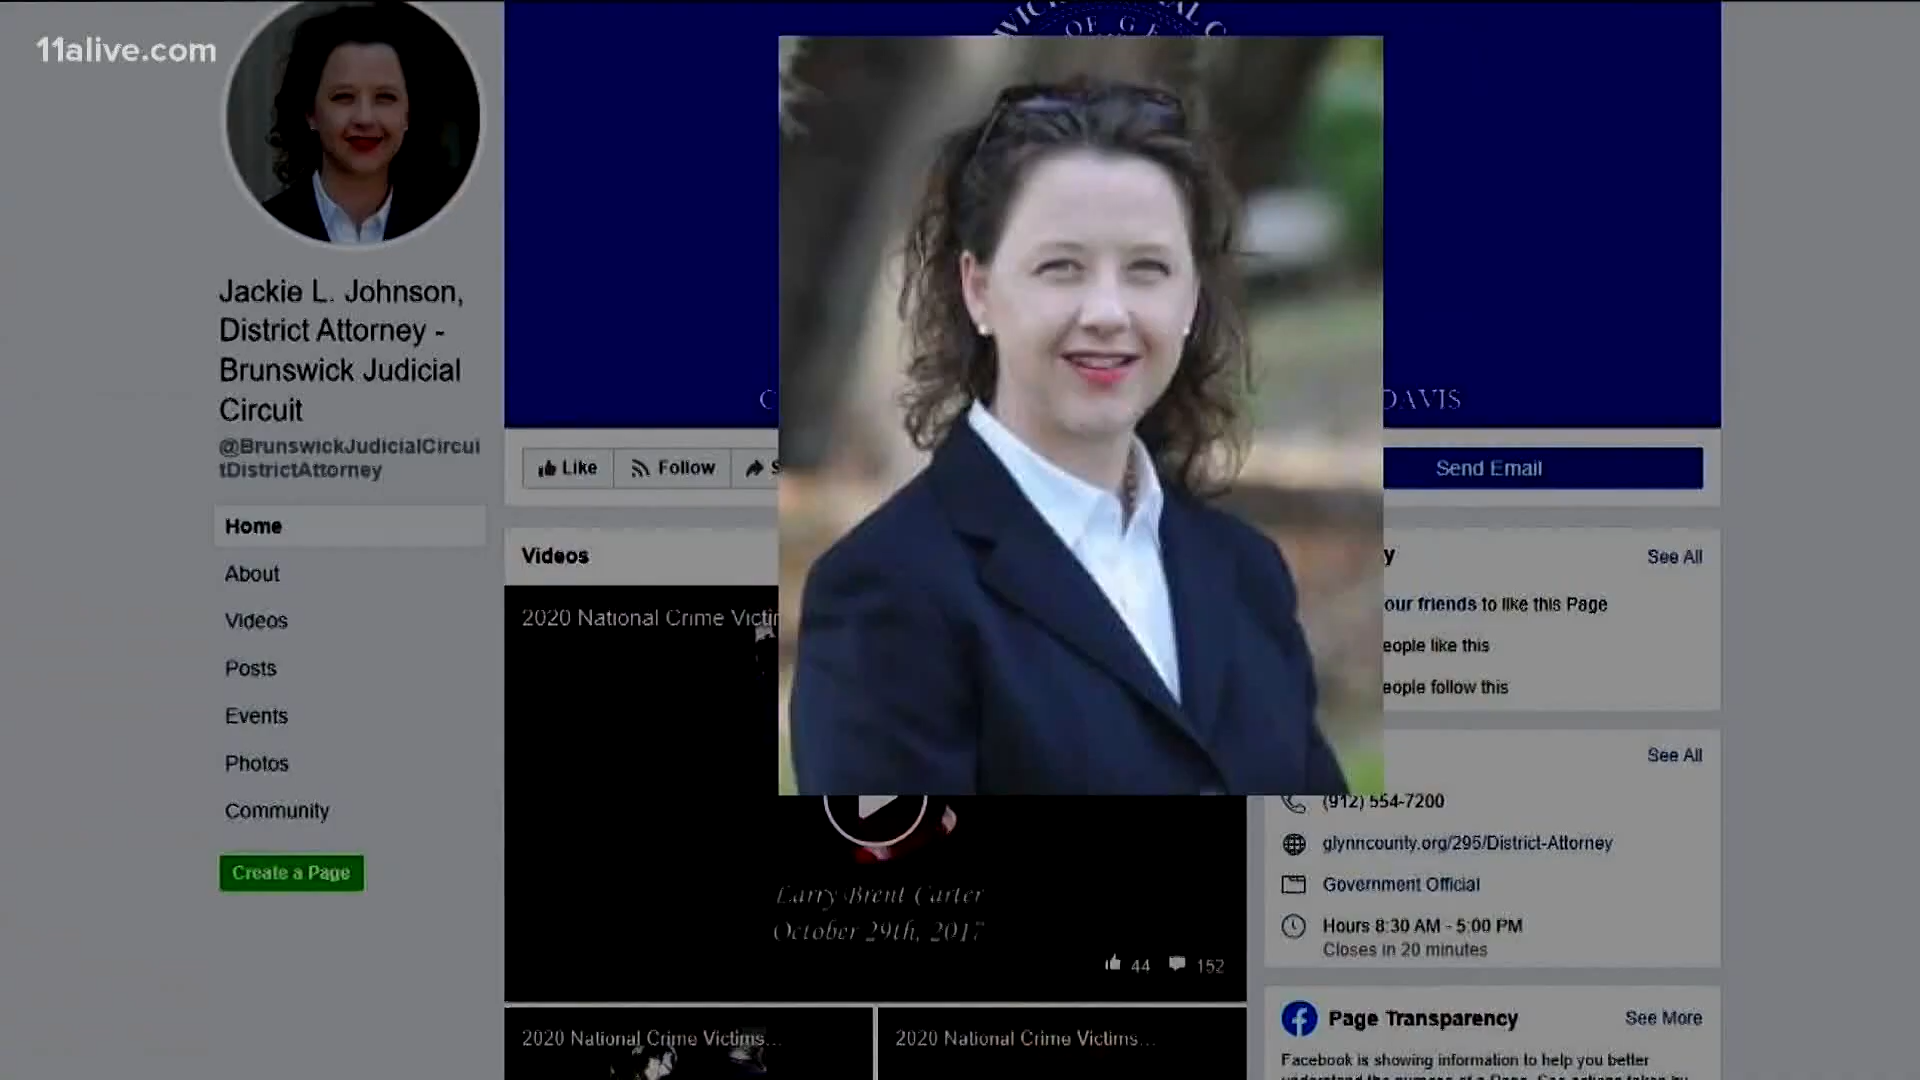 11alive.com
OF GE
Jackie L. Johnson,
District Attorney -
Brunswick Judicial
Circuit
@BrunswickJudicialCircui
tDistrictAttorney
Home
About
Videos
Posts
Events
Photos
Community
Create a Page
C
DAVIS
Like
Follow
S
Send Email
Videos
2020 National Crime Victi
Larry Brent Carter
October 29th, 2017
44
152
2020 National Crime Victims...
2020 National Crime Victims...
y
See All
our friends to like this Page
eople like this
eople follow this
See All
(912) 554-7200
glynncounty.org/295/District-Attorney
Government Official
Hours 8:30 AM - 5:00 PM
Closes in 20 minutes
Page Transparency
See More
Facebook is showing information to help you better